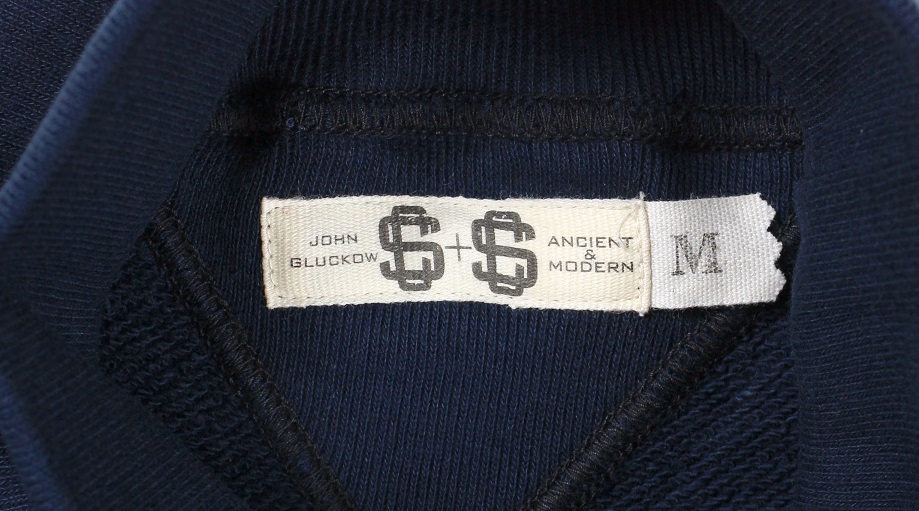 JOHN
GLUCKOW
+
ANCIENT
&
MODERN
M